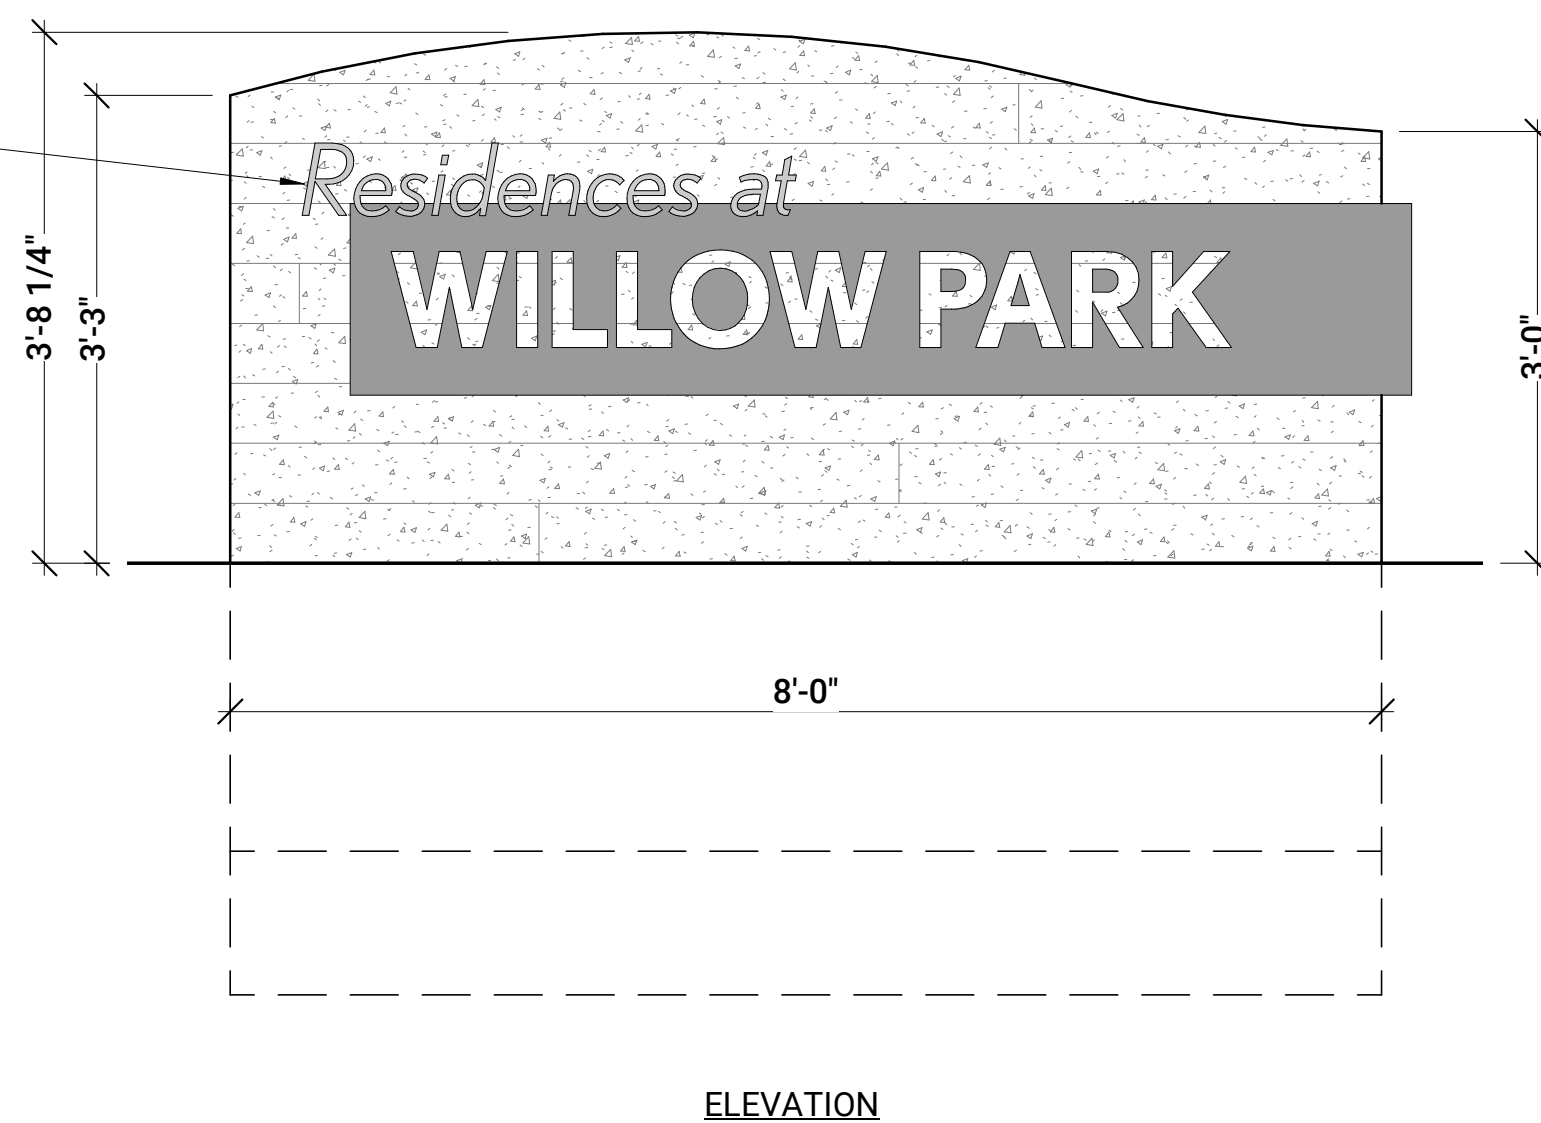 Residences at
WILLOW PARK
3'-8 1/4"
3'-3"
3'-0"
8'-0"
ELEVATION